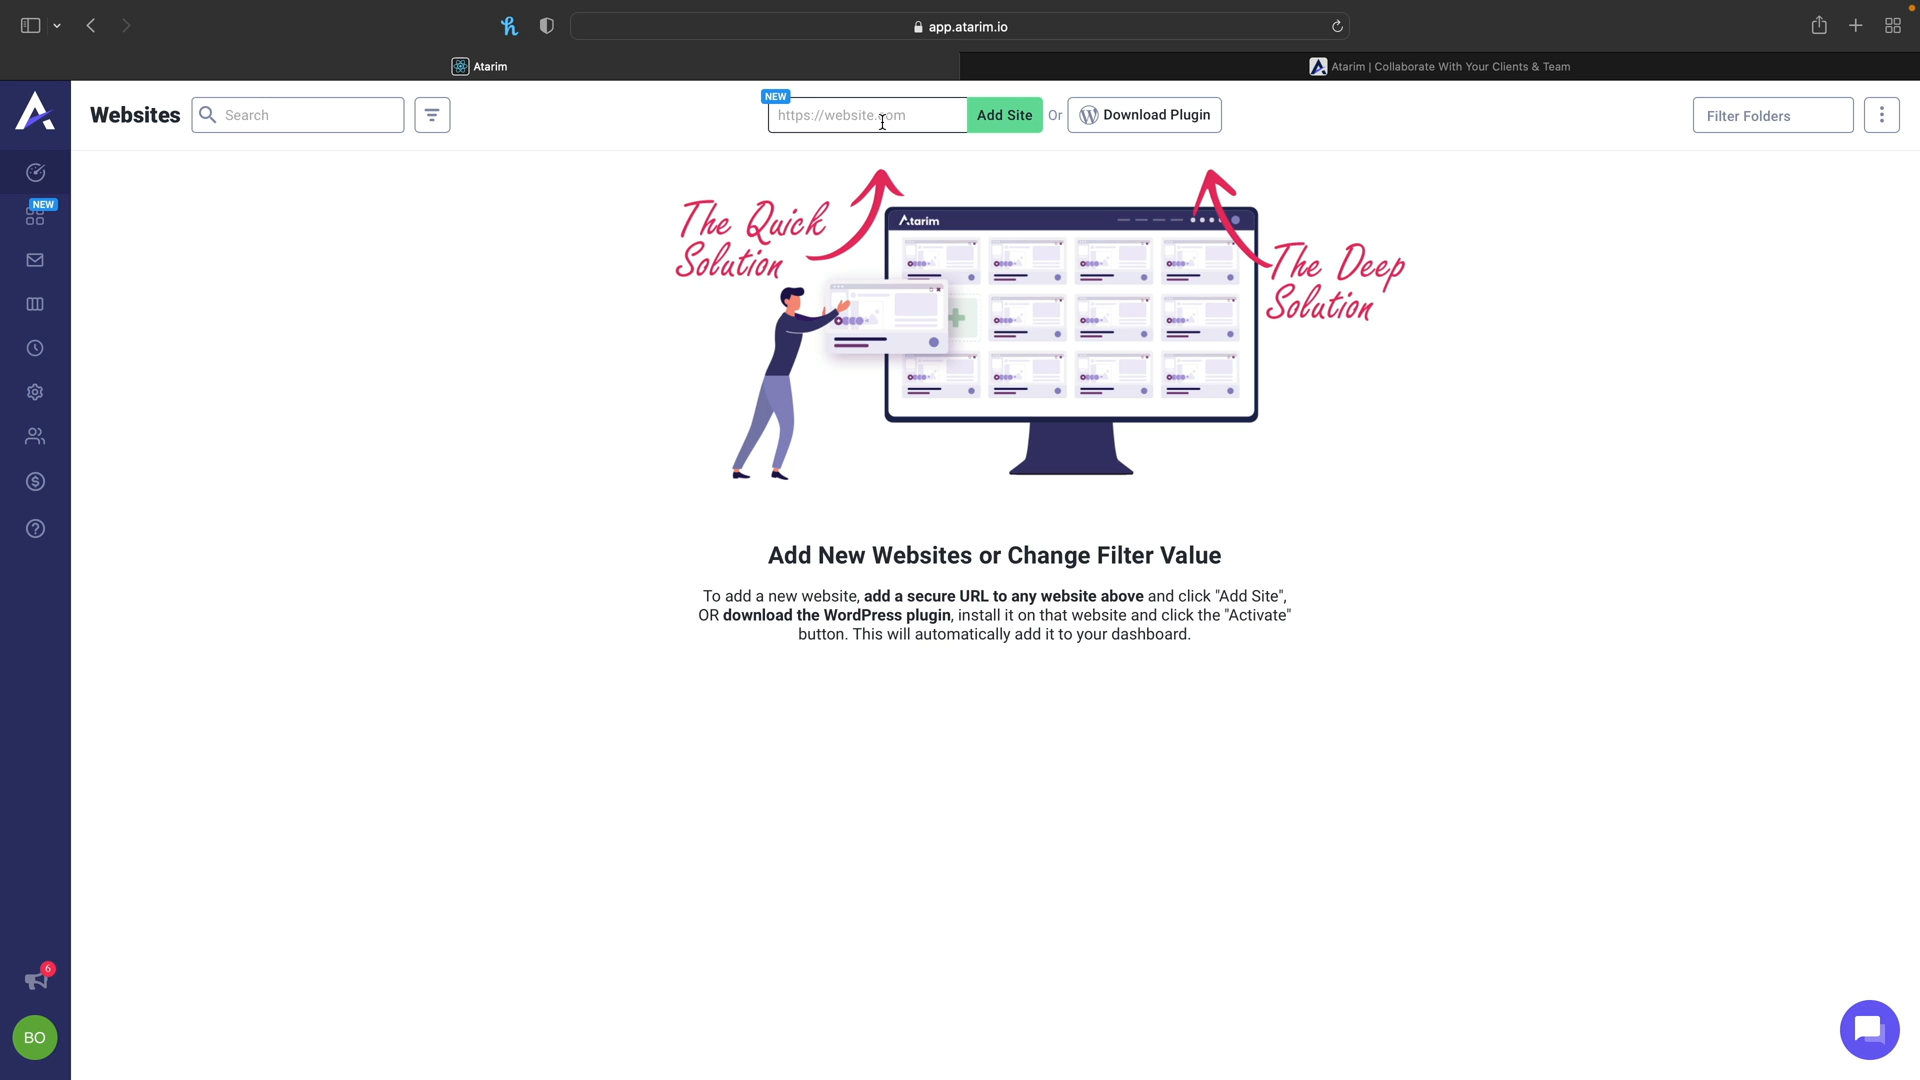 app.atarim.io
Atarim
Atarim | Collaborate With Your Clients & Team
Websites
Search
NEW
https://website.com
Add Site
Or
Download Plugin
Filter Folders
NEW
The Quick
Solution
Atarim
The Deep
Solution
Add New Websites or Change Filter Value
To add a new website, add a secure URL to any website above and click "Add Site",
OR download the WordPress plugin, install it on that website and click the "Activate"
button. This will automatically add it to your dashboard.
6
BO